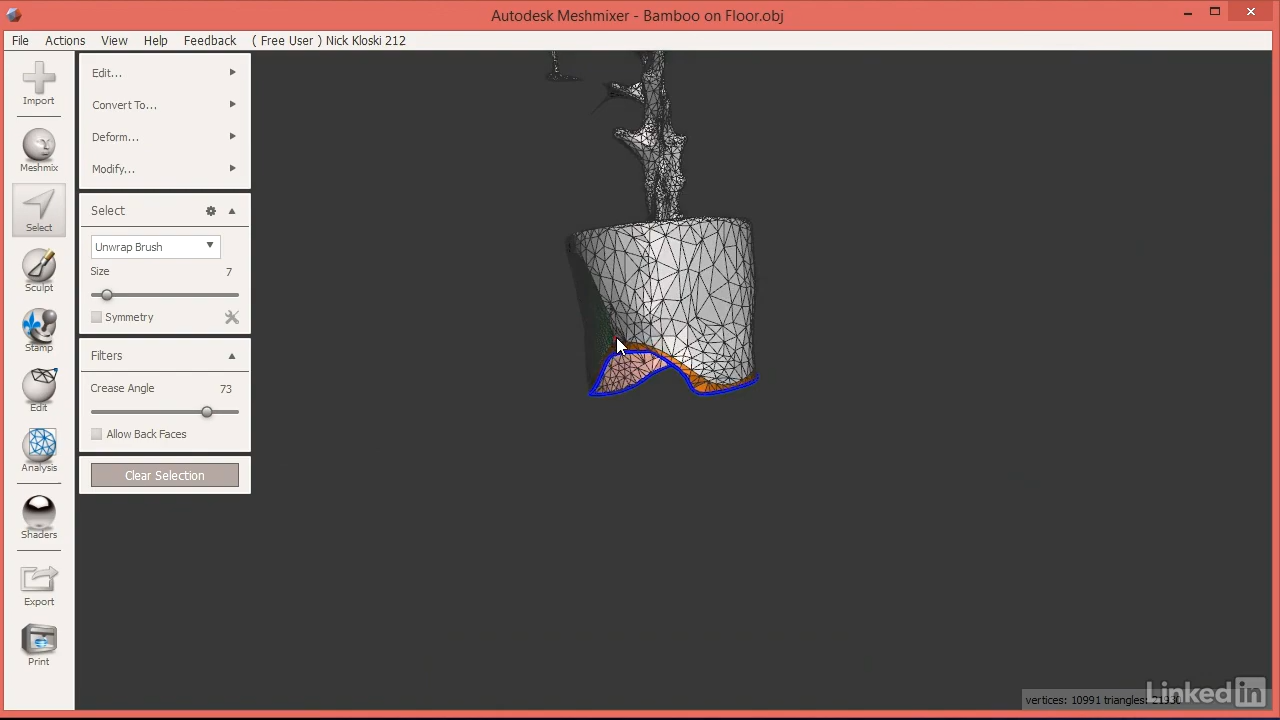 Autodesk Meshmixer - Bamboo on Floor.obj
File Actions View Help Feedback ( Free User ) Nick Kloski 212
Import
Meshmix
Select
Sculpt
Stamp
Edit
Analysis
Shaders
Export
Print
Edit...
Convert To...
Deform...
Modify...
Select
Unwrap Brush
Size 7
Symmetry
Filters
Crease Angle 73
Allow Back Faces
Clear Selection
vertices: 10991 triangles:
Linked in